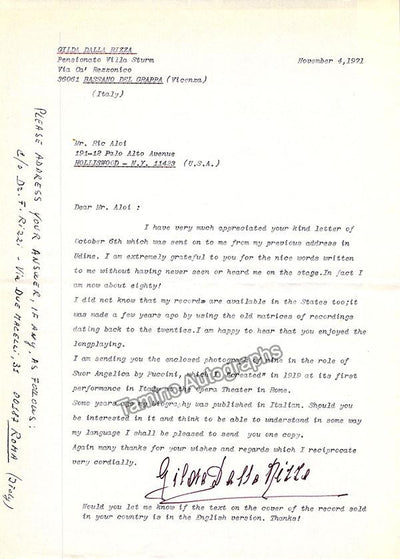 GILDA DALLA RIZZA
Pensionato Villa Sturm
Via Ca' Rezzonico
36061 BASSANO DEL GRAPPA (Vicenza)
(Italy)
November 4,1971
Mr. Ric Aloi
191-12 Palo Alto Avenue
HOLLISWOOD - N.Y. 11423 (U.S.A.)
Dear Mr. Aloi :
I have very much appreciated your kind letter of
October 6th which was sent on to me from my previous address in
Udine. I am extremely grateful to you for the nice words written
to me without having never seen or heard me on the stage.In fact I
am now about eighty!
I did not know that my records are available in the States too;it
was made a few years ago by using the old matrices of recordings
dating back to the twenties.I am happy to hear that you enjoyed the
longplaying.
I am sending you the enclosed photograph of mine in the role of
Suor Angelica by Puccini, which I "created" in 1919 at its first
performance in Italy at the Opera Theater in Rome.
Some years ago my biography was published in Italian. Should you
be interested in it and think to be able to understand in some way
my language I shall be pleased to send you one copy.
Again many thanks for your wishes and regards which I reciprocate
very cordially.
Gilda Dalla Rizza
Would you let me know if the text on the cover of the record sold
in your country is in the English version. Thanks!
PLEASE ADDRESS YOUR ANSWER, IF ANY, AS FOLLOWS:
c/o Dr. F. Rizzi - Via Due Macelli, 31
00187 ROMA (Italy)
Tamino Autographs